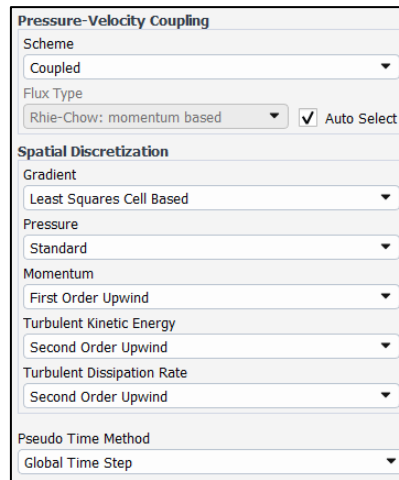 Pressure-Velocity Coupling
Scheme
Coupled
Flux Type
Rhie-Chow: momentum based
Auto Select
Spatial Discretization
Gradient
Least Squares Cell Based
Pressure
Standard
Momentum
First Order Upwind
Turbulent Kinetic Energy
Second Order Upwind
Turbulent Dissipation Rate
Second Order Upwind
Pseudo Time Method
Global Time Step